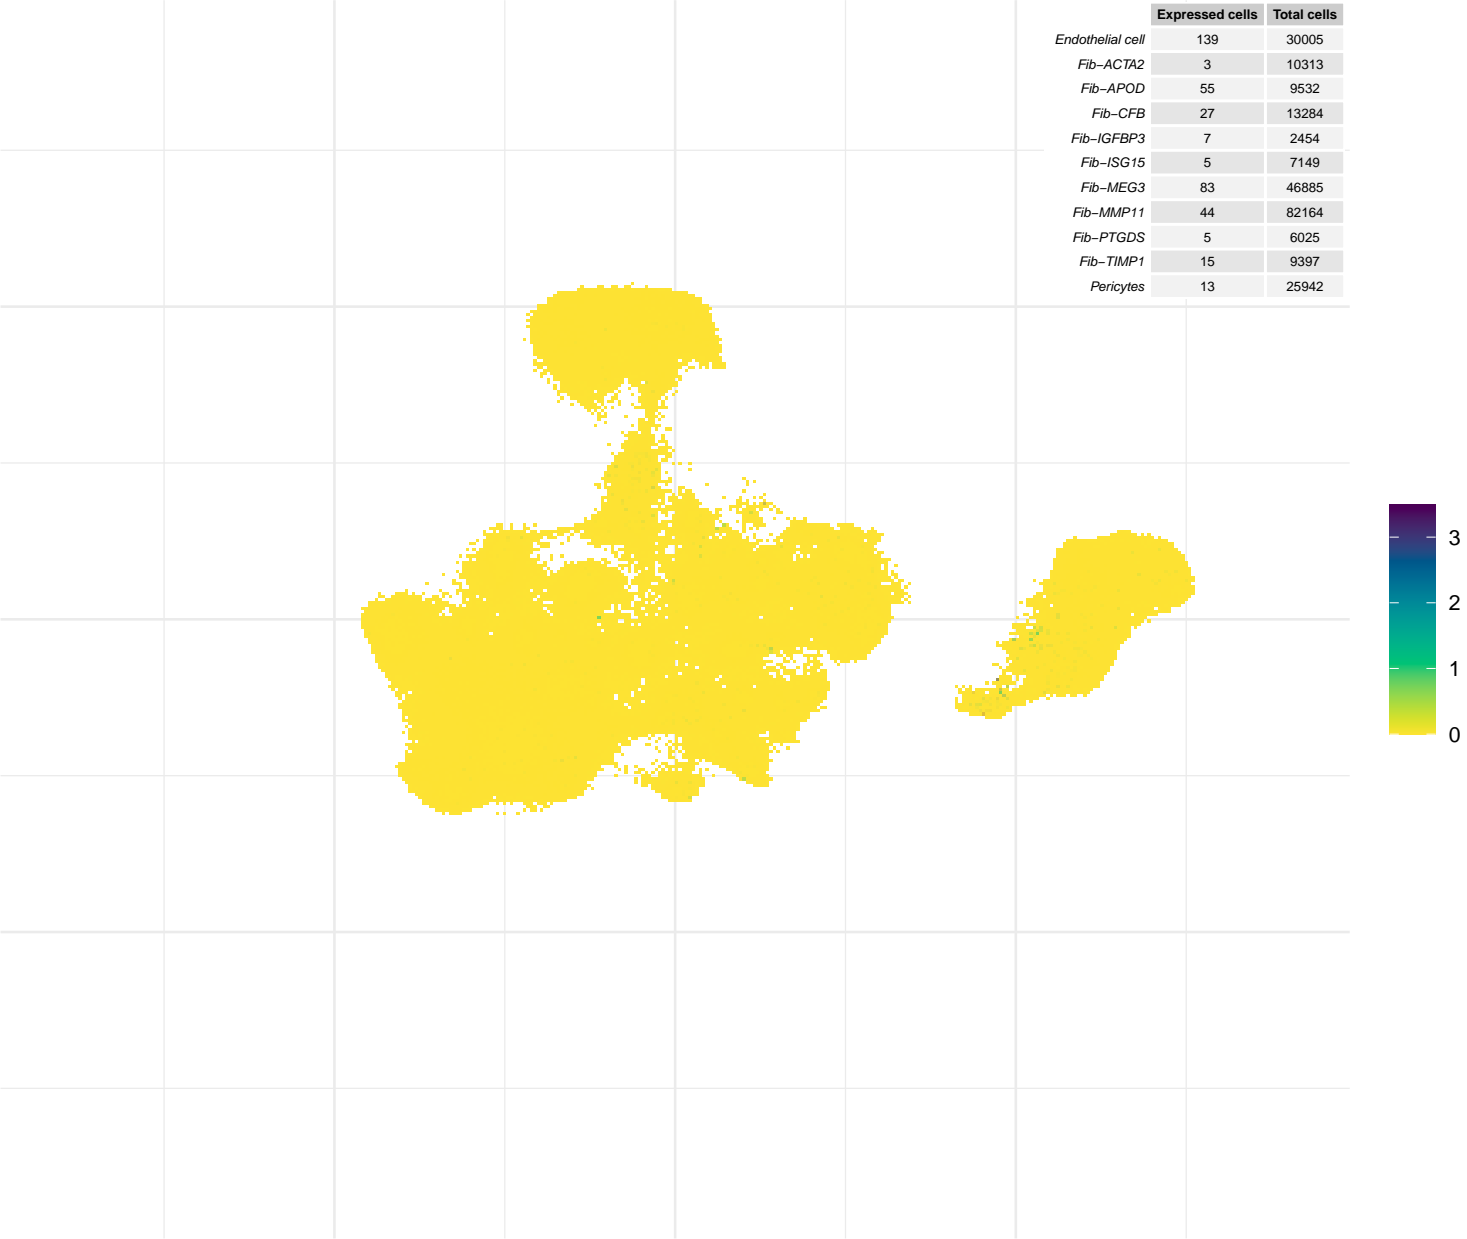 Expressed cells Total cells
Endothelial cell 139 30005
Fib−ACTA2 3 10313
Fib−APOD 55 9532
Fib−CFB 27 13284
Fib−IGFBP3 7 2454
Fib−ISG15 5 7149
Fib−MEG3 83 46885
Fib−MMP11 44 82164
Fib−PTGDS 5 6025
Fib−TIMP1 15 9397
Pericytes 13 25942
3
2
1
0